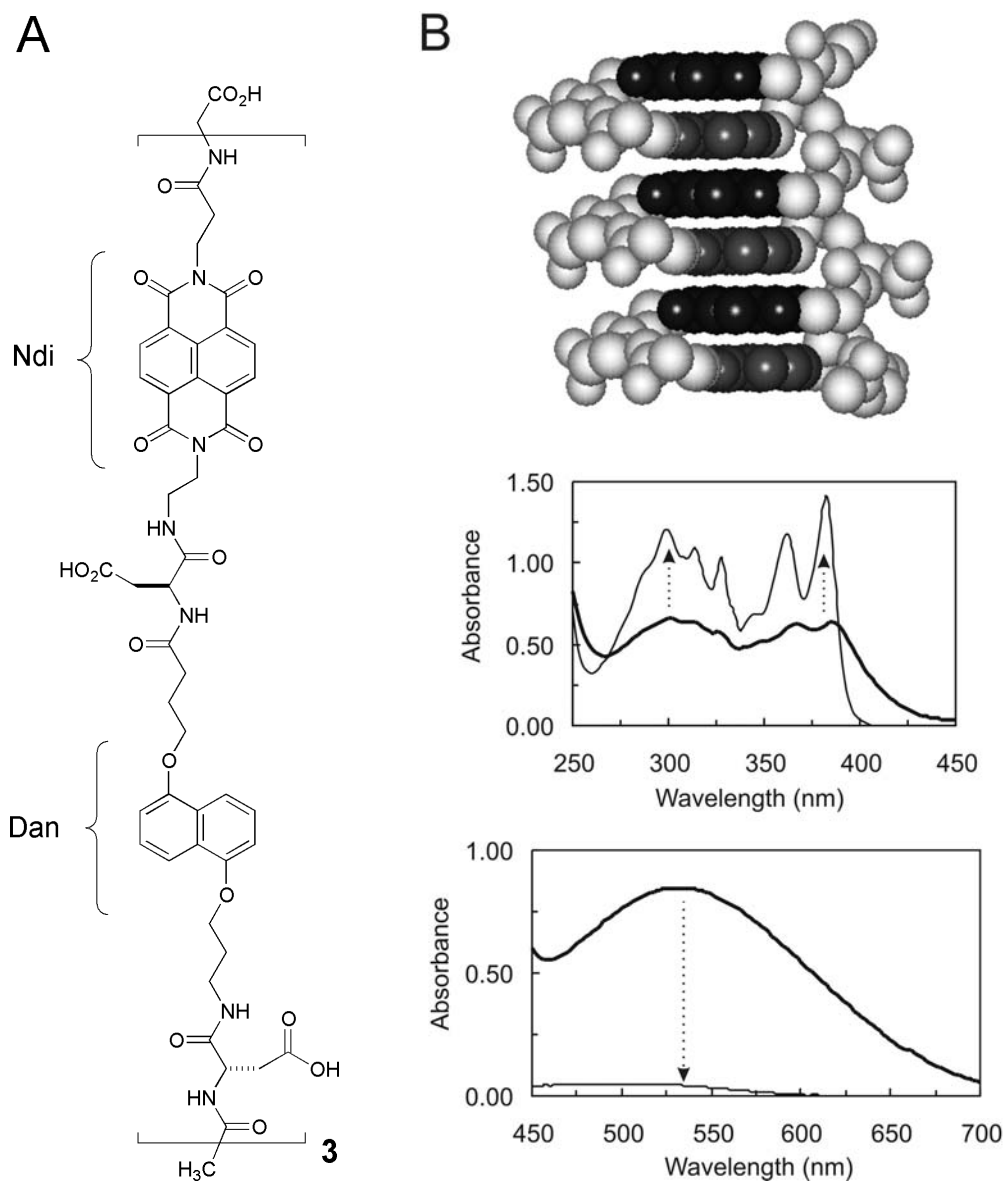 A
CO₂H
NH
O
O N O
Ndi
O N O
HN O
HO₂C
NH
O
O
Dan
O
NH
O O
OH
HN
O
H₃C
3
B
1.50
1.00
0.50
0.00
Absorbance
250 300 350 400 450
Wavelength (nm)
1.00
0.50
0.00
Absorbance
450 500 550 600 650 700
Wavelength (nm)